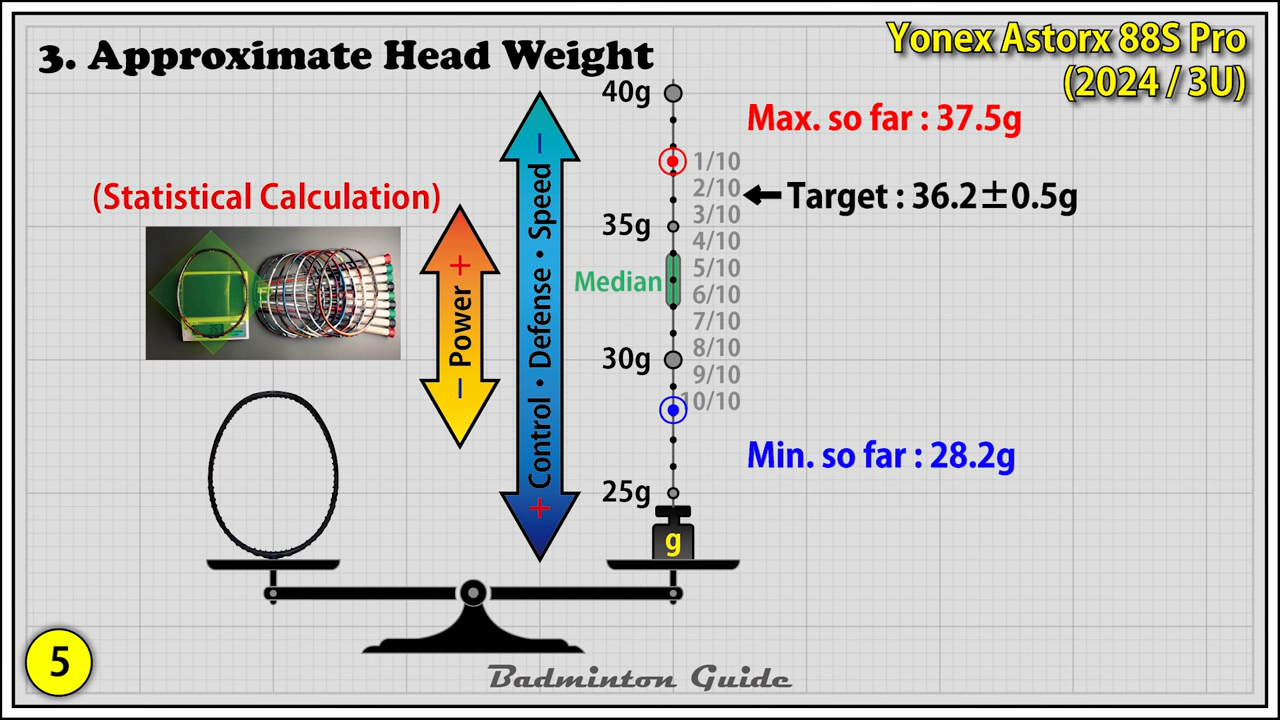 3. Approximate Head Weight
Yonex Astorx 88S Pro
(2024 / 3U)
40g
Max. so far : 37.5g
1/10
2/10
Target : 36.2±0.5g
(Statistical Calculation)
3/10
35g
4/10
5/10
Median
6/10
7/10
30g
8/10
9/10
10/10
− Power +
+ Control • Defense • Speed −
Min. so far : 28.2g
25g
g
5
Badminton Guide